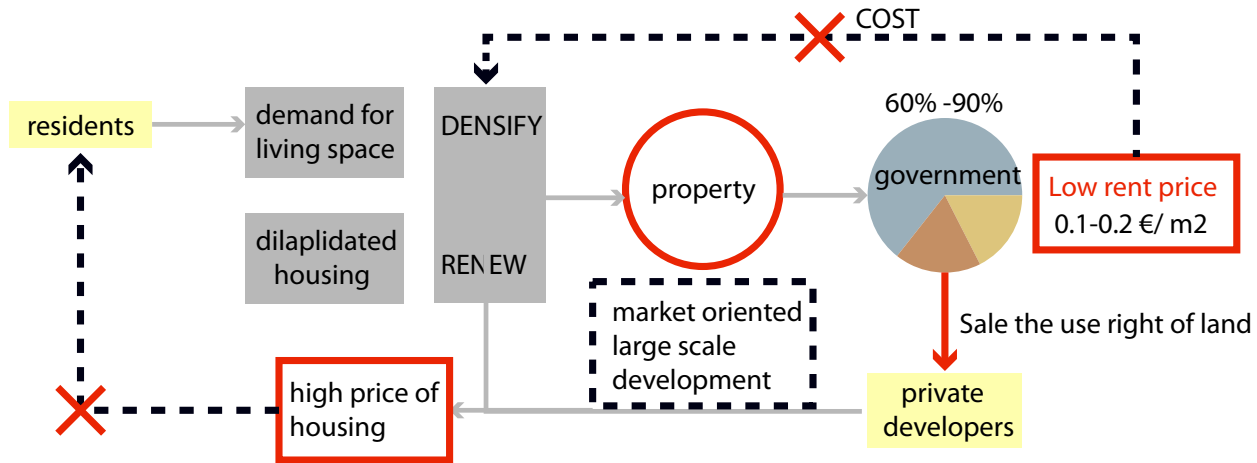 COST
60% -90%
residents
demand for
living space
DENSIFY
property
government
Low rent price
0.1-0.2 €/ m2
dilaplidated
housing
RENEW
market oriented
large scale
development
Sale the use right of land
high price of
housing
private
developers